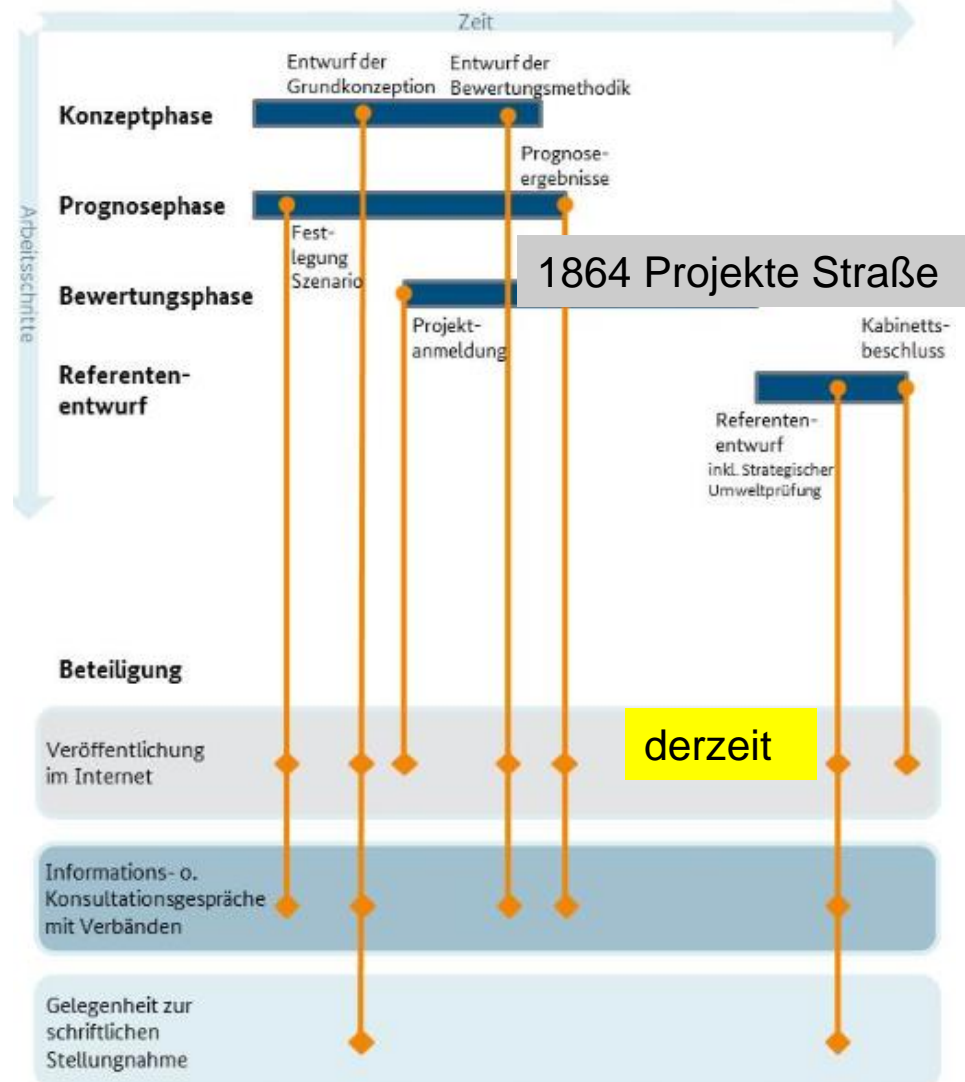 Zeit
Arbeitsschritte
Entwurf der
Grundkonzeption
Entwurf der
Bewertungsmethodik
Konzeptphase
Prognose-
ergebnisse
Prognosephase
Fest-
legung
Szenario
1864 Projekte Straße
Bewertungsphase
Projekt-
anmeldung
Kabinetts-
beschluss
Referenten-
entwurf
Referenten-
entwurf
inkl. Strategischer
Umweltprüfung
Beteiligung
Veröffentlichung
im Internet
derzeit
Informations- o.
Konsultationsgespräche
mit Verbänden
Gelegenheit zur
schriftlichen
Stellungnahme